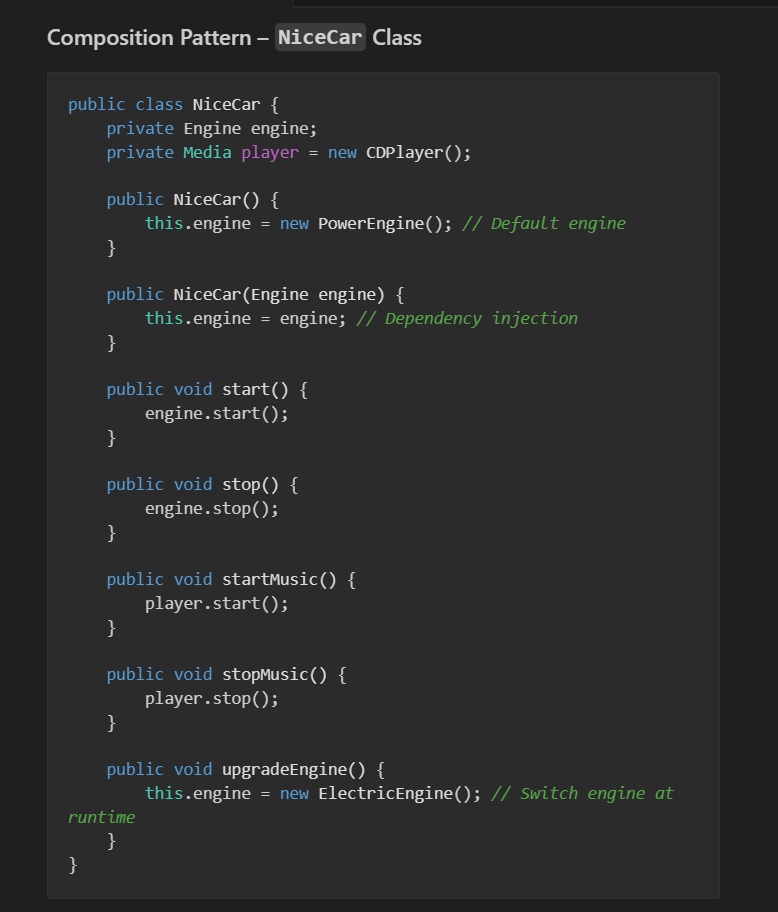 Composition Pattern – NiceCar Class
public class NiceCar {
    private Engine engine;
    private Media player = new CDPlayer();
    public NiceCar() {
        this.engine = new PowerEngine(); // Default engine
    }
    public NiceCar(Engine engine) {
        this.engine = engine; // Dependency injection
    }
    public void start() {
        engine.start();
    }
    public void stop() {
        engine.stop();
    }
    public void startMusic() {
        player.start();
    }
    public void stopMusic() {
        player.stop();
    }
    public void upgradeEngine() {
        this.engine = new ElectricEngine(); // Switch engine at
runtime
    }
}